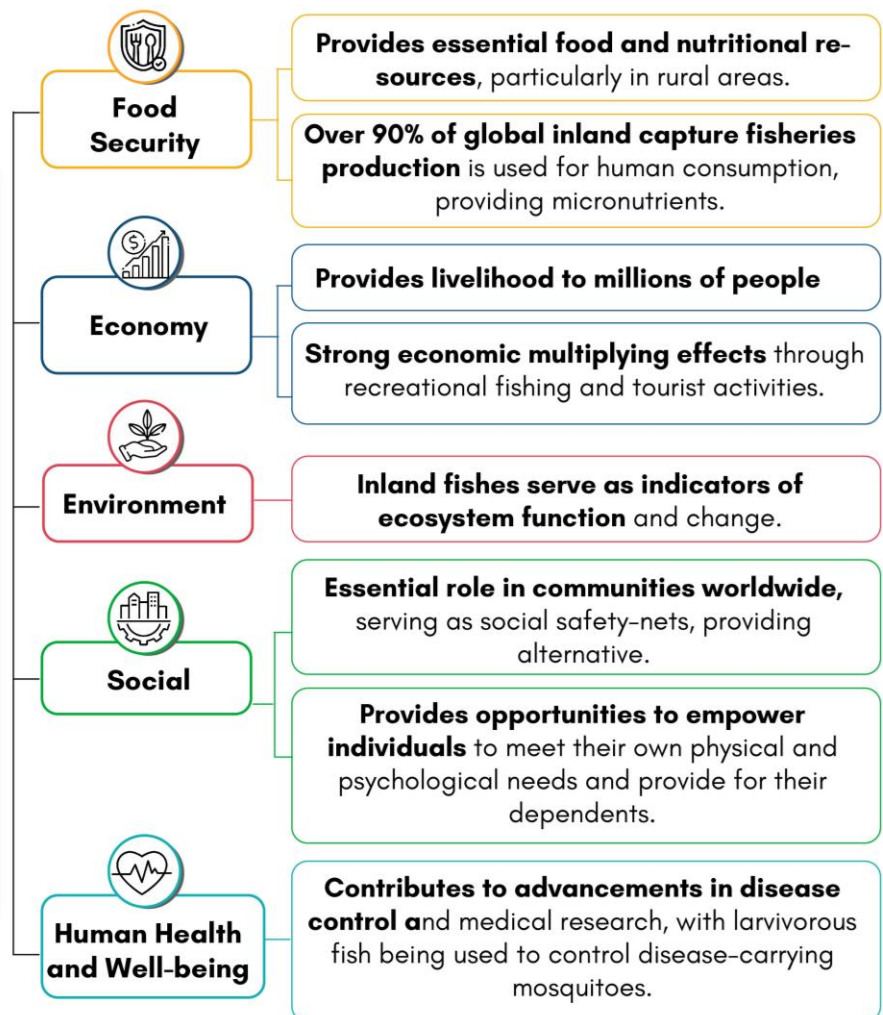 Food
Security
Provides essential food and nutritional re-
sources, particularly in rural areas.
Over 90% of global inland capture fisheries
production is used for human consumption,
providing micronutrients.
Economy
Provides livelihood to millions of people
Strong economic multiplying effects through
recreational fishing and tourist activities.
Environment
Inland fishes serve as indicators of
ecosystem function and change.
Social
Essential role in communities worldwide,
serving as social safety-nets, providing
alternative.
Provides opportunities to empower
individuals to meet their own physical and
psychological needs and provide for their
dependents.
Human Health
and Well-being
Contributes to advancements in disease
control and medical research, with larvivorous
fish being used to control disease-carrying
mosquitoes.